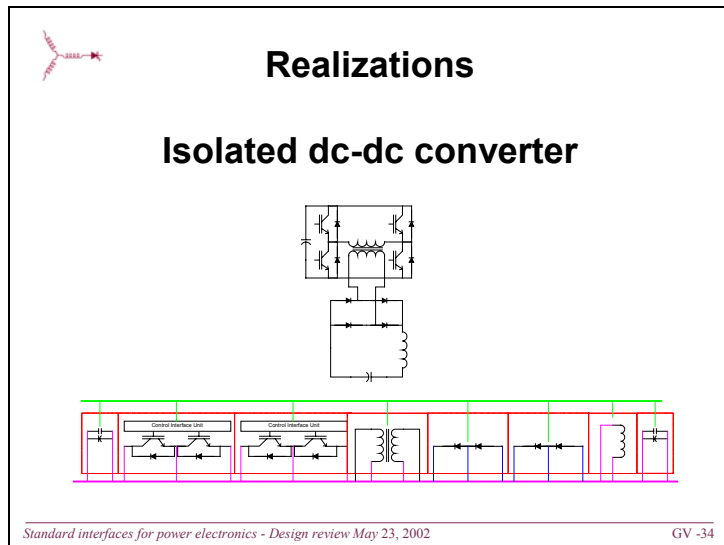 Realizations
Isolated dc-dc converter
Control Interface Unit
Control Interface Unit
Standard interfaces for power electronics - Design review May 23, 2002
GV -34